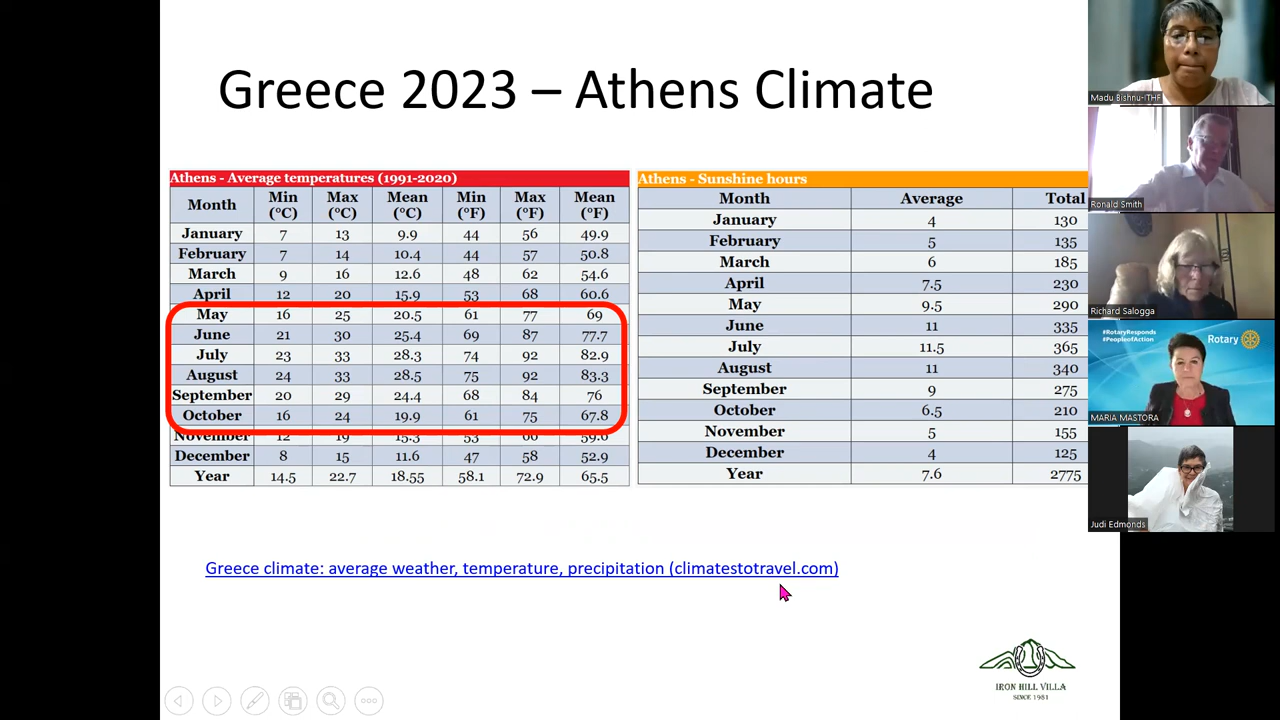 Greece 2023 – Athens Climate
Athens - Average temperatures (1991-2020)
Month Min (°C) Max (°C) Mean (°C) Min (°F) Max (°F) Mean (°F)
January 7 13 9.9 44 56 49.9
February 7 14 10.4 44 57 50.8
March 9 16 12.6 48 62 54.6
April 12 20 15.9 53 68 60.6
May 16 25 20.5 61 77 69
June 21 30 25.4 69 87 77.7
July 23 33 28.3 74 92 82.9
August 24 33 28.5 75 92 83.3
September 20 29 24.4 68 84 76
October 16 24 19.9 61 75 67.8
November 12 19 15.3 53 66 59.6
December 8 15 11.6 47 58 52.9
Year 14.5 22.7 18.55 58.1 72.9 65.5
Athens - Sunshine hours
Month Average Total
January 4 130
February 5 135
March 6 185
April 7.5 230
May 9.5 290
June 11 335
July 11.5 365
August 11 340
September 9 275
October 6.5 210
November 5 155
December 4 125
Year 7.6 2775
Greece climate: average weather, temperature, precipitation (climatestotravel.com)
IRON HILL VILLA
SINCE 1981
Madu Bishnu-ITHF
Ronald Smith
Richard Salogga
#RotaryResponds
#PeopleofAction
Rotary
MARIA MASTORA
Judi Edmonds